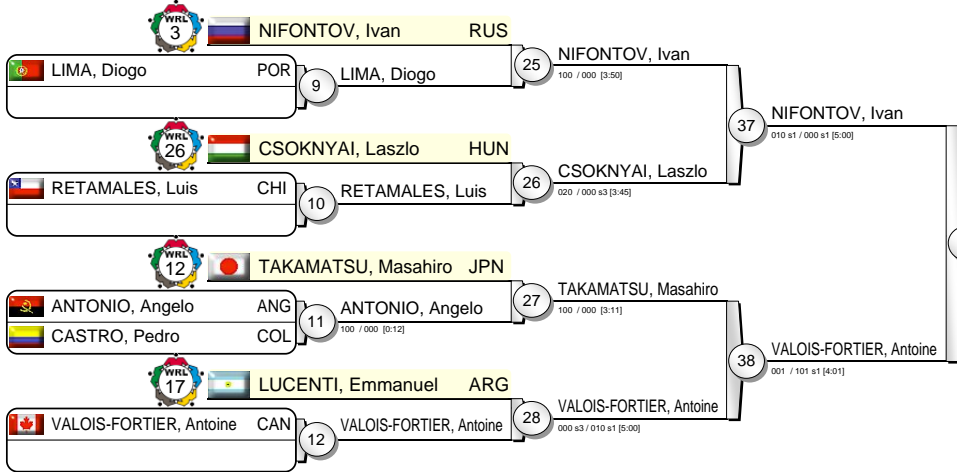 WRL
3
NIFONTOV, Ivan RUS
LIMA, Diogo POR
9
LIMA, Diogo
25
NIFONTOV, Ivan
100 / 000 [3:50]
WRL
26
CSOKNYAI, Laszlo HUN
RETAMALES, Luis CHI
10
RETAMALES, Luis
26
CSOKNYAI, Laszlo
020 / 000 s3 [3:45]
37
NIFONTOV, Ivan
010 s1 / 000 s1 [5:00]
WRL
12
TAKAMATSU, Masahiro JPN
ANTONIO, Angelo ANG
CASTRO, Pedro COL
11
ANTONIO, Angelo
100 / 000 [0:12]
27
TAKAMATSU, Masahiro
100 / 000 [3:11]
WRL
17
LUCENTI, Emmanuel ARG
VALOIS-FORTIER, Antoine CAN
12
VALOIS-FORTIER, Antoine
28
VALOIS-FORTIER, Antoine
000 s3 / 010 s1 [5:00]
38
VALOIS-FORTIER, Antoine
001 / 101 s1 [4:01]